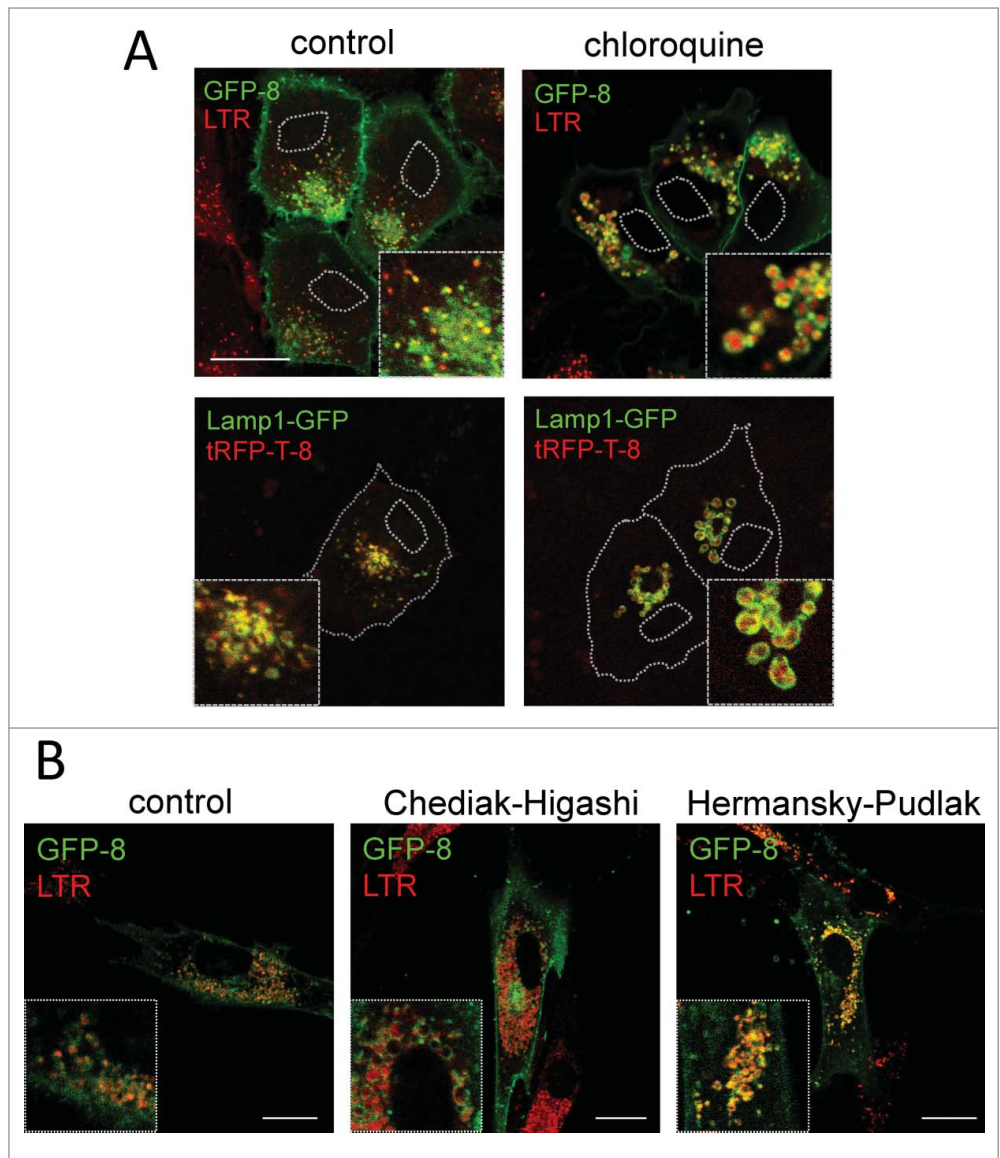 A
control
chloroquine
GFP-8
LTR
GFP-8
LTR
Lamp1-GFP
tRFP-T-8
Lamp1-GFP
tRFP-T-8
B
control
Chediak-Higashi
Hermansky-Pudlak
GFP-8
LTR
GFP-8
LTR
GFP-8
LTR